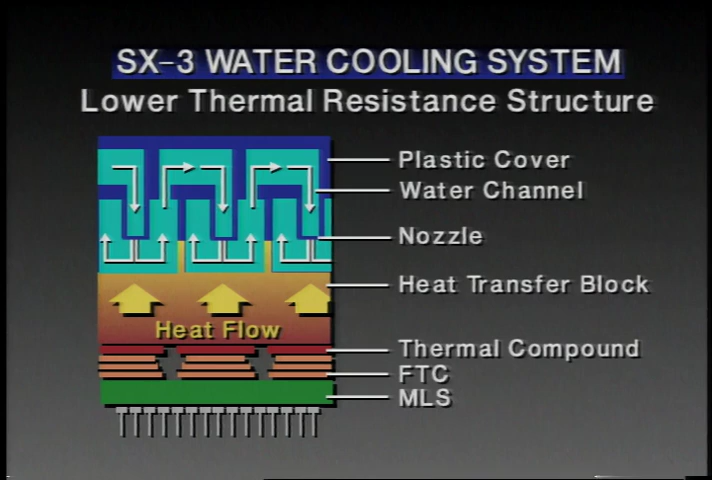 SX-3 WATER COOLING SYSTEM
Lower Thermal Resistance Structure
Plastic Cover
Water Channel
Nozzle
Heat Transfer Block
Heat Flow
Thermal Compound
FTC
MLS